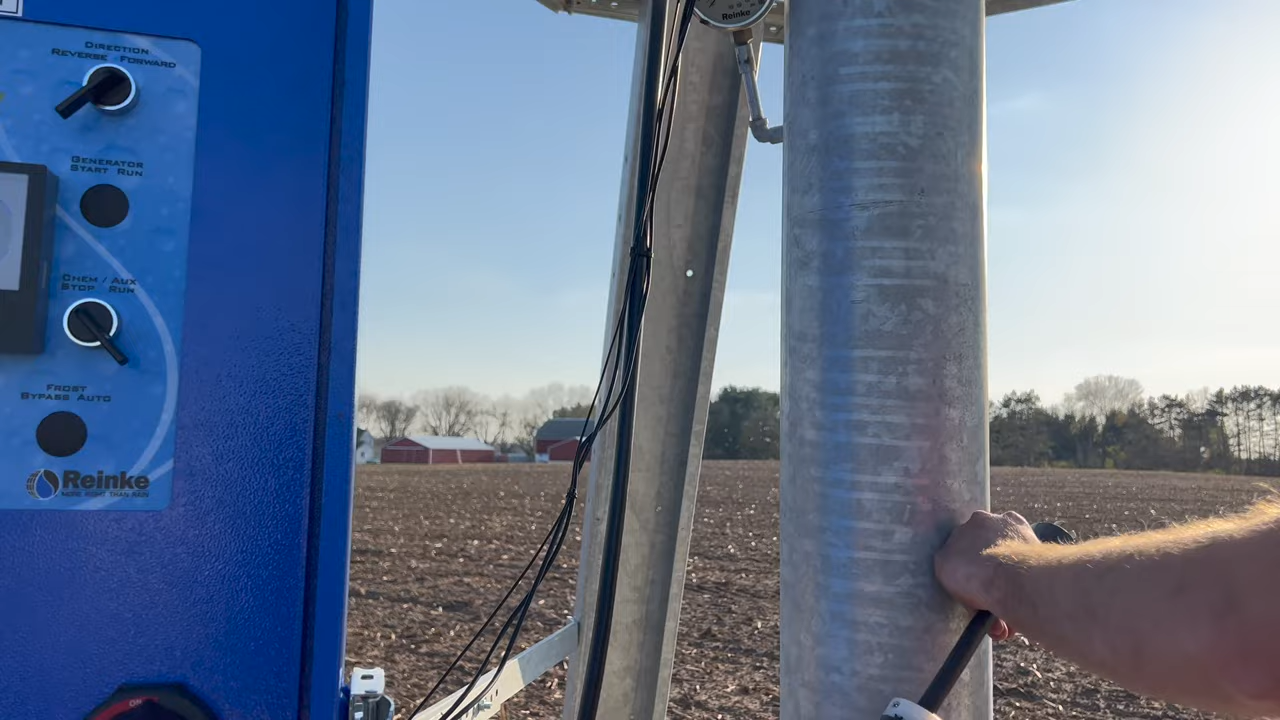 DIRECTION
REVERSE FORWARD
GENERATOR
START RUN
CHEM / AUX
STOP RUN
FROST
BYPASS AUTO
Reinke
MORE RIGHT THAN RAIN
ON
Reinke